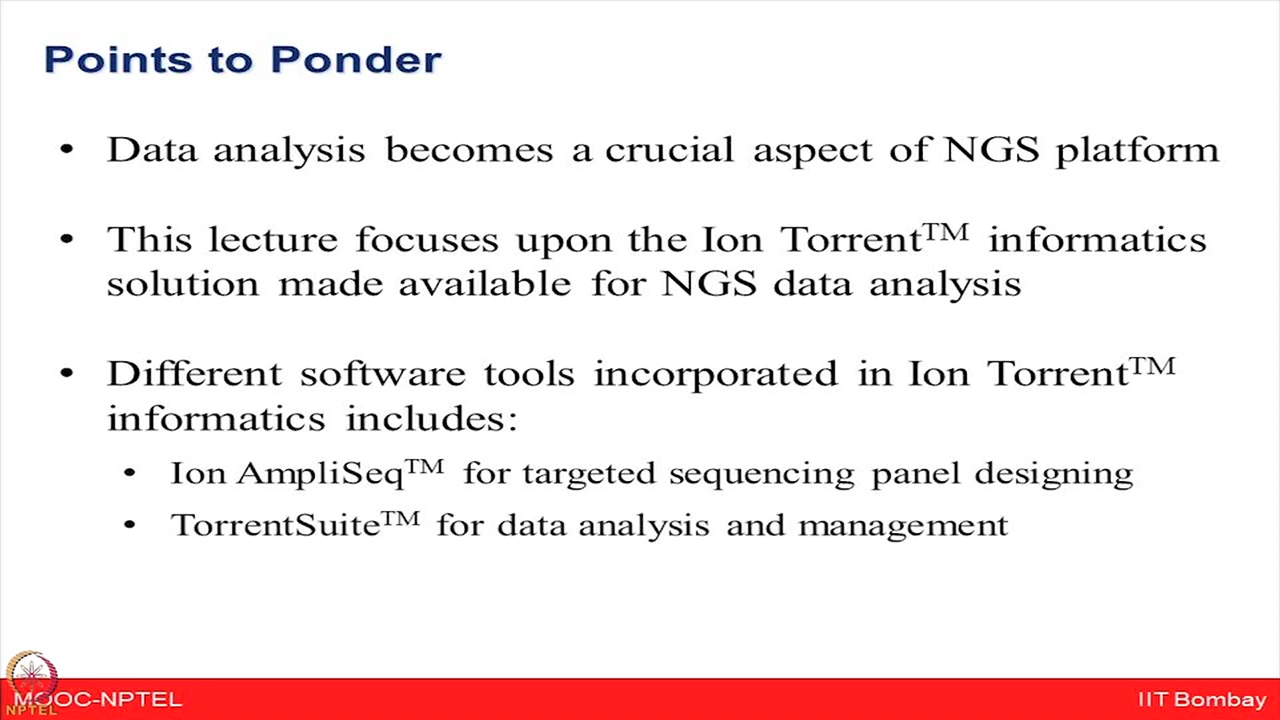 Points to Ponder
• Data analysis becomes a crucial aspect of NGS platform
• This lecture focuses upon the Ion Torrent™ informatics
solution made available for NGS data analysis
• Different software tools incorporated in Ion Torrent™
informatics includes:
• Ion AmpliSeq™ for targeted sequencing panel designing
• TorrentSuite™ for data analysis and management
MOOC-NPTEL
IIT Bombay
NPTEL